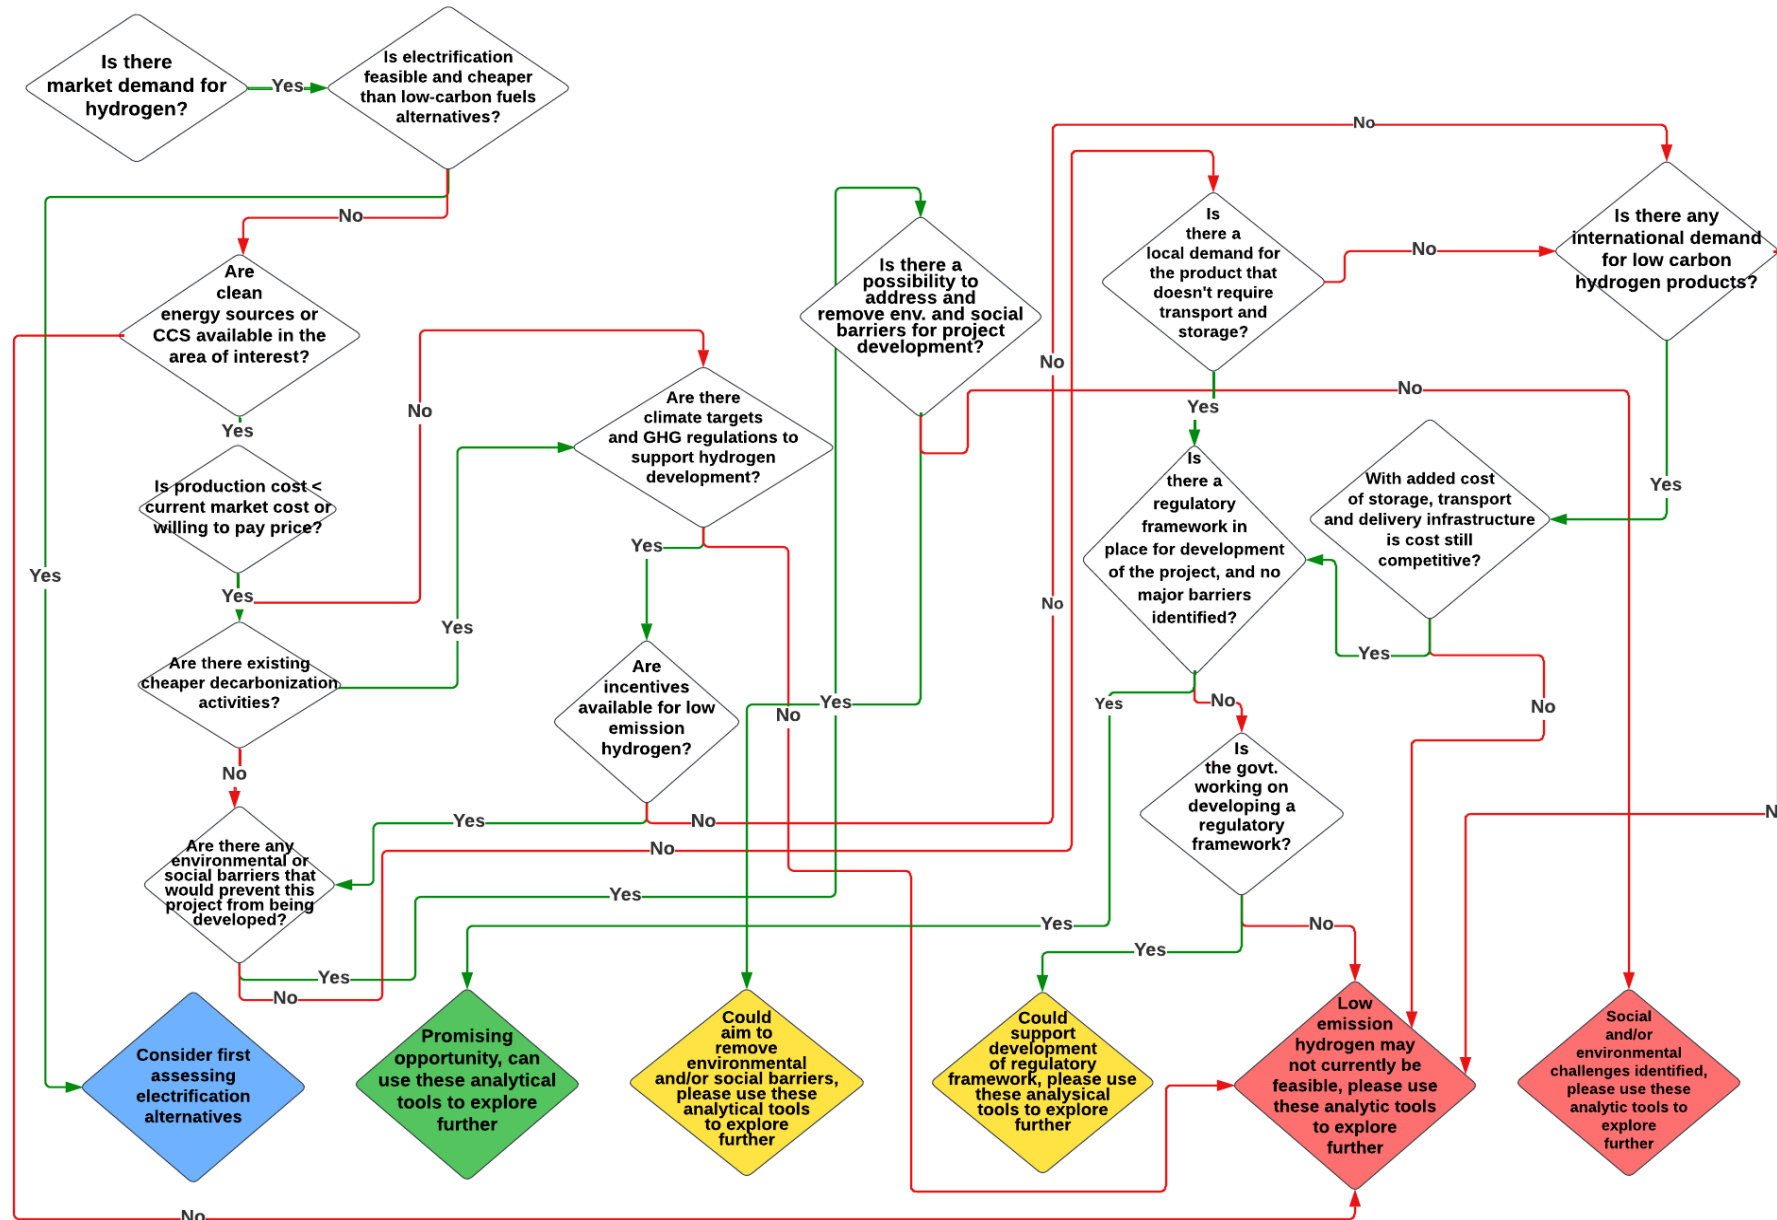 Is there
market demand for
hydrogen?
Yes
Is electrification
feasible and cheaper
than low-carbon fuels
alternatives?
No
Yes
Are
clean
energy sources or
CCS available in the
area of interest?
Yes
Is production cost <
current market cost or
willing to pay price?
Yes
No
Are there existing
cheaper decarbonization
activities?
Yes
No
Are there any
environmental or
social barriers that
would prevent this
project from being
developed?
Yes
No
Are there
climate targets
and GHG regulations to
support hydrogen
development?
Yes
No
Are
incentives
available for low
emission
hydrogen?
Yes
No
No
Yes
Is there a
possibility to
address and
remove env. and social
barriers for project
development?
Yes
No
No
No
No
Is
there a
local demand for
the product that
doesn't require
transport and
storage?
No
Yes
Is there any
international demand
for low carbon
hydrogen products?
Yes
With added cost
of storage, transport
and delivery infrastructure
is cost still
competitive?
Yes
No
Is
there a
regulatory
framework in
place for development
of the project, and no
major barriers
identified?
Yes
No
Yes
Is
the govt.
working on
developing a
regulatory
framework?
Yes
No
Consider first
assessing
electrification
alternatives
Promising
opportunity, can
use these analytical
tools to explore
further
Could
aim to
remove
environmental
and/or social barriers,
please use these
analytical tools
to explore
further
Could
support
development
of regulatory
framework, please use
these analysical
tools to explore
further
Low
emission
hydrogen may
not currently be
feasible, please use
these analytic tools
to explore
further
Social
and/or
environmental
challenges identified,
please use these
analytic tools to
explore
further
No